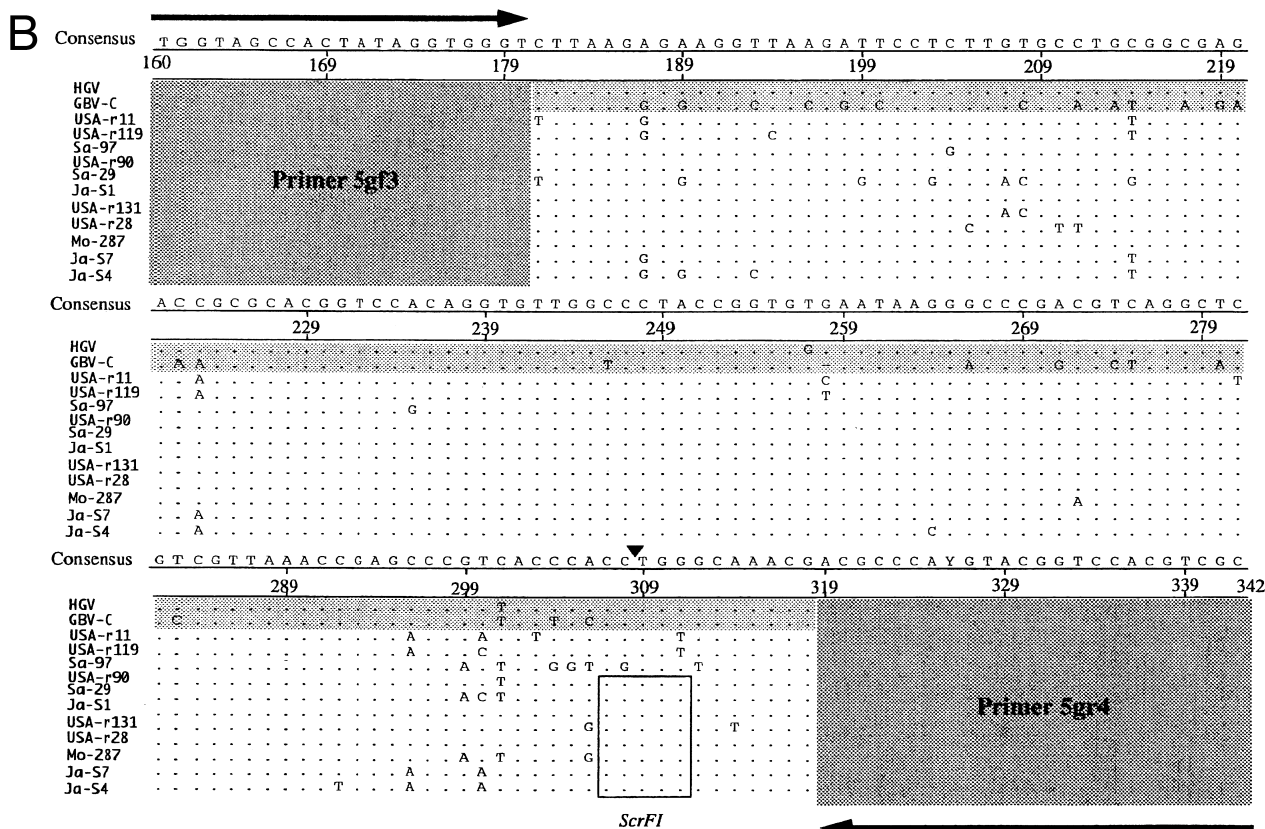 B
Consensus T G G T A G C C A C T A T A G G T G G G T C T T A A G A G A A G G T T A A G A T T C C T C T T G T G C C T G C G G C G A G
160 169 179 189 199 209 219
HGV
GBV-C G G C C G C C A A T A G A
USA-r11 T G T
USA-r119 G C T
Sa-97 G
USA-r90
Sa-29 T G G G A C G
Ja-S1
USA-r131 A C
USA-r28 C T T
Mo-287
Ja-S7 G T
Ja-S4 G G C T
Primer 5gf3
Consensus A C C G C G C A C G G T C C A C A G G T G T T G G C C C T A C C G G T G T G A A T A A G G G C C C G A C G T C A G G C T C
229 239 249 259 269 279
HGV G
GBV-C A A T - A G C T A
USA-r11 A C T
USA-r119 A T
Sa-97 G
USA-r90
Sa-29
Ja-S1
USA-r131
USA-r28
Mo-287 A
Ja-S7 A
Ja-S4 A C
Consensus G T C G T T A A A C C G A G C C C G T C A C C C A C C T G G G C A A A C G A C G C C C A Y G T A C G G T C C A C G T C G C
289 299 309 319 329 339 342
HGV T
GBV-C C T T C
USA-r11 A A T T
USA-r119 A C T
Sa-97 A T G G T G T
USA-r90 T
Sa-29 A C T
Ja-S1
USA-r131 G T
USA-r28
Mo-287 A T G
Ja-S7 A A
Ja-S4 T A A
Primer 5gr4
ScrFI